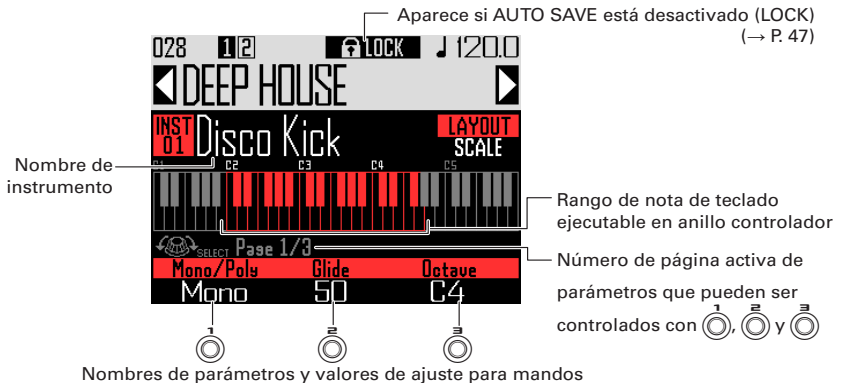 Aparece si AUTO SAVE está desactivado (LOCK)
(→ P. 47)
028 1 2 LOCK ♩120.0
DEEP HOUSE
INST 01 Disco Kick LAYOUT SCALE
C1 C2 C3 C4 C5
Nombre de
instrumento
Rango de nota de teclado
ejecutable en anillo controlador
SELECT Page 1/3
Número de página activa de
parámetros que pueden ser
controlados con 1, 2 y 3
Mono/Poly Glide Octave
Mono 50 C4
1 2 3
Nombres de parámetros y valores de ajuste para mandos